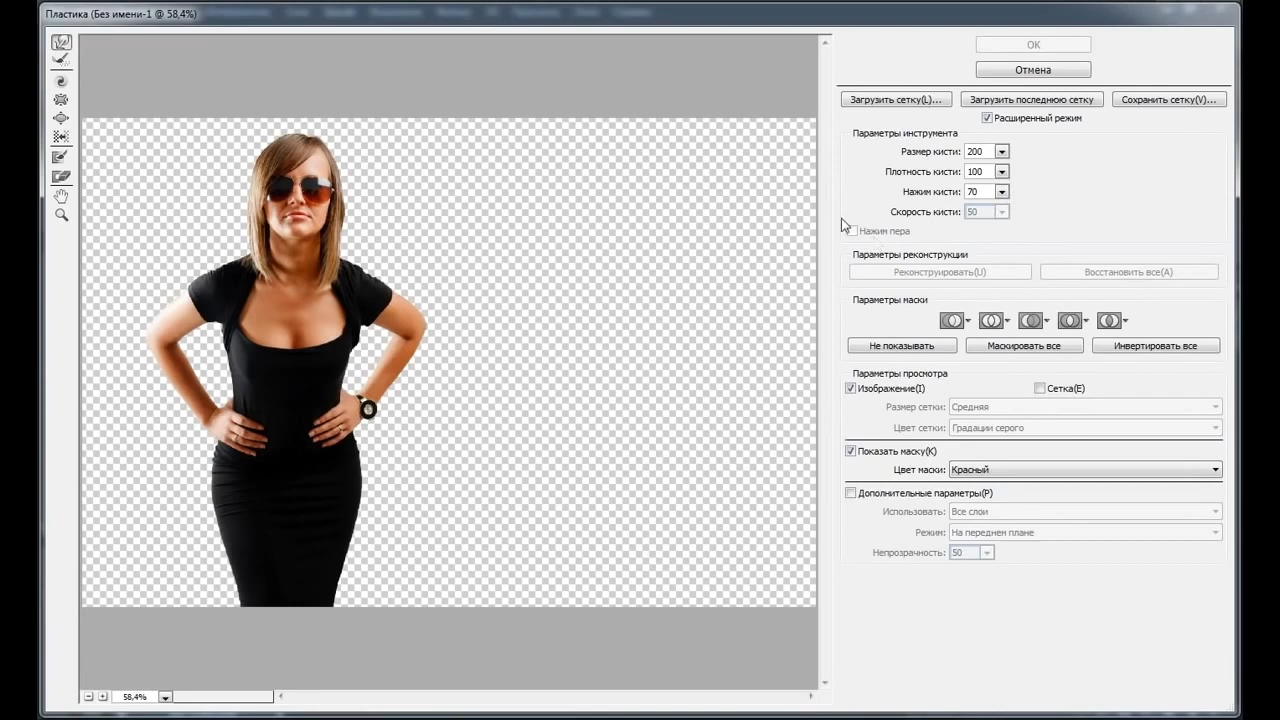 Пластика (Без имени-1 @ 58,4%)
OK
Отмена
Загрузить сетку(L)... Загрузить последнюю сетку Сохранить сетку(V)...
Расширенный режим
Параметры инструмента
Размер кисти: 200
Плотность кисти: 100
Нажим кисти: 70
Скорость кисти: 50
Нажим пера
Параметры реконструкции
Реконструировать(U) Восстановить все(A)
Параметры маски
Не показывать Маскировать все Инвертировать все
Параметры просмотра
Изображение(I) Сетка(E)
Размер сетки: Средняя
Цвет сетки: Градации серого
Показать маску(K)
Цвет маски: Красный
Дополнительные параметры(P)
Использовать: Все слои
Режим: На переднен плане
Непрозрачность: 50
58,4%